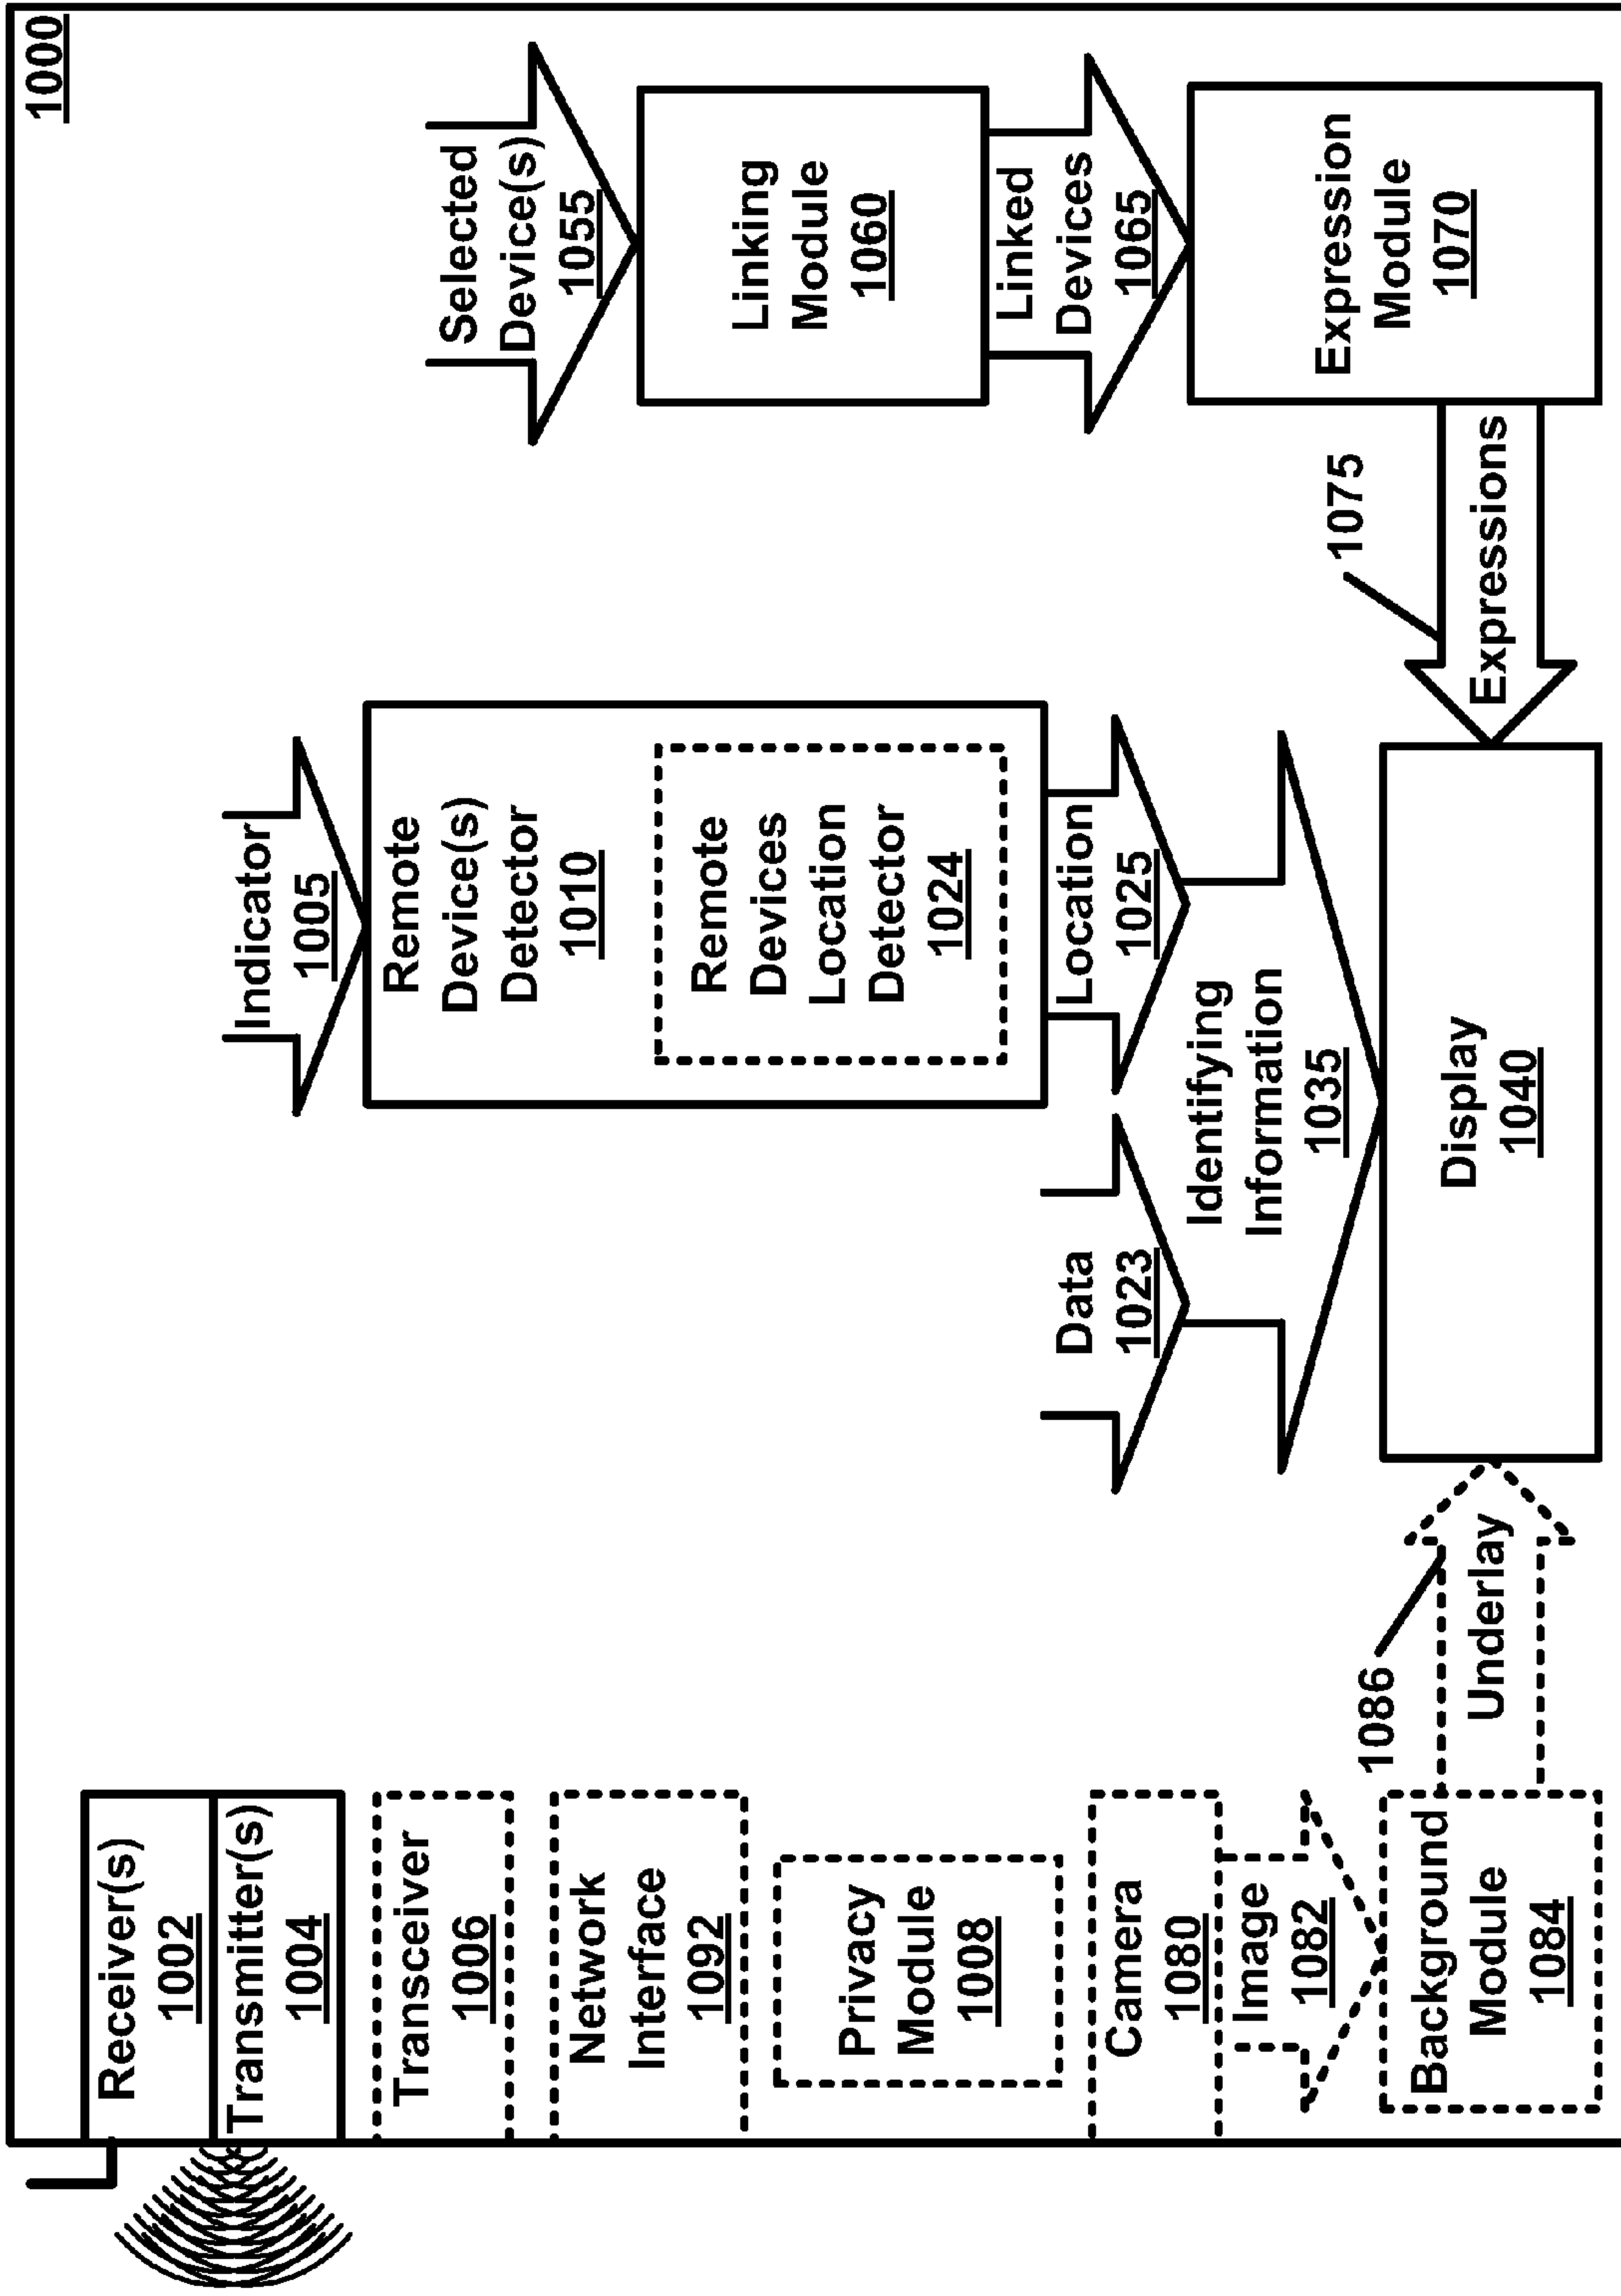 1000
Receiver(s)
1002
Transmitter(s)
1004
Transceiver
1006
Network
Interface
1092
Privacy
Module
1008
Camera
1080
Image
1082
Background
Module
1084
1086
Underlay
Indicator
1005
Remote
Device(s)
Detector
1010
Remote
Devices
Location
Detector
1024
Data
1023
Location
1025
Identifying
Information
1035
Display
1040
Selected
Device(s)
1055
Linking
Module
1060
Linked
Devices
1065
Expression
Module
1070
1075
Expressions